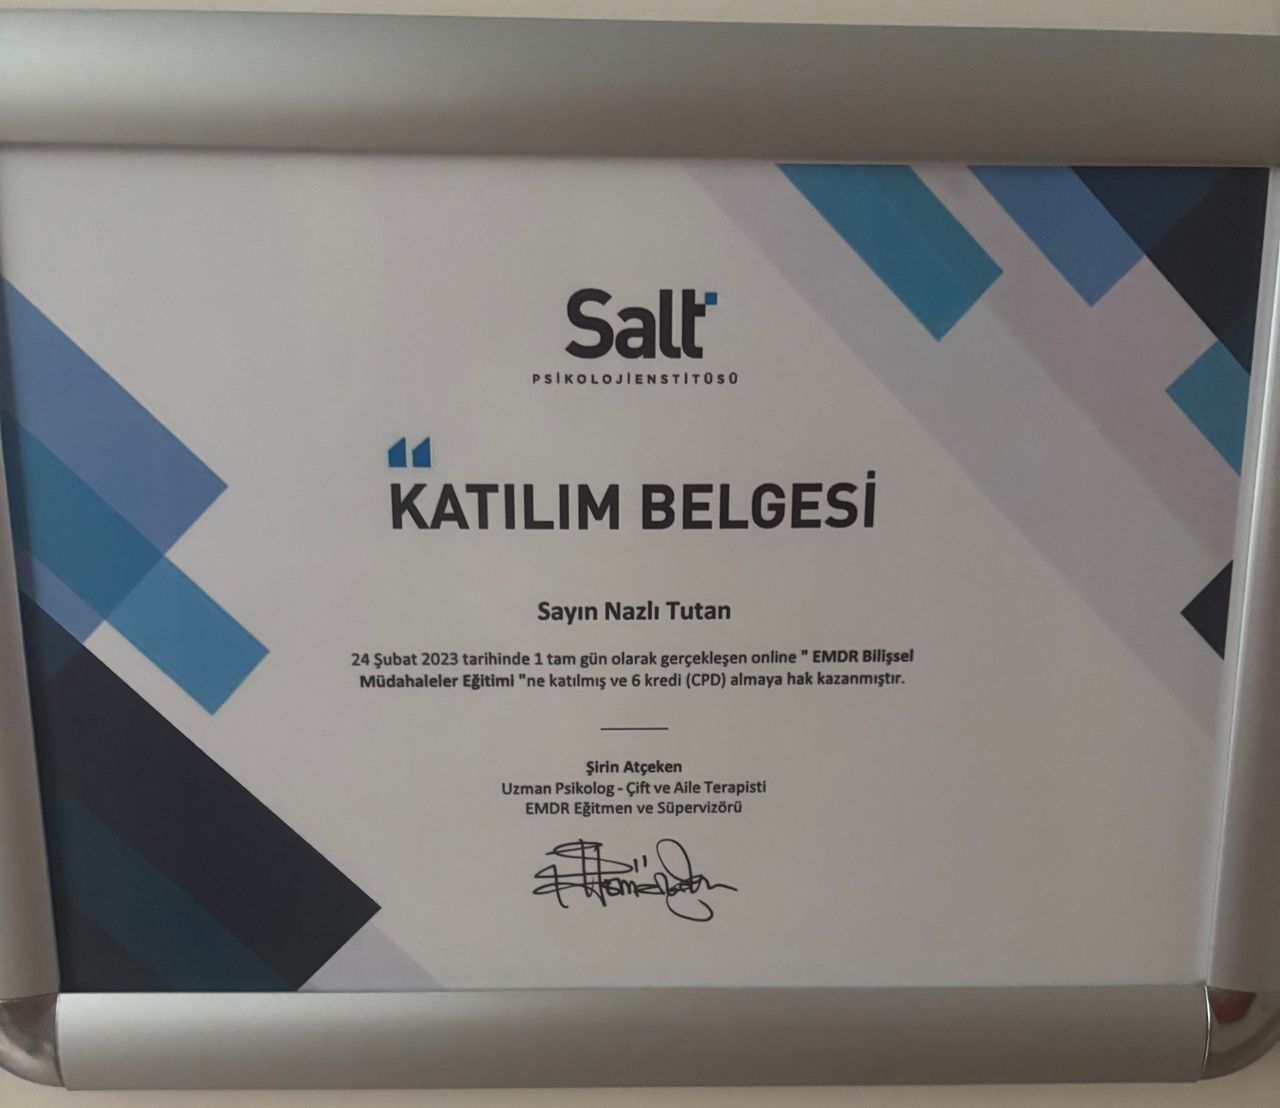 Salt
PSİKOLOJİENSTİTÜSÜ
KATILIM BELGESİ
Sayın Nazlı Tutan
24 Şubat 2023 tarihinde 1 tam gün olarak gerçekleşen online " EMDR Bilişsel
Müdahaleler Eğitimi "ne katılmış ve 6 kredi (CPD) almaya hak kazanmıştır.
Şirin Atçeken
Uzman Psikolog - Çift ve Aile Terapisti
EMDR Eğitmen ve Süpervizörü